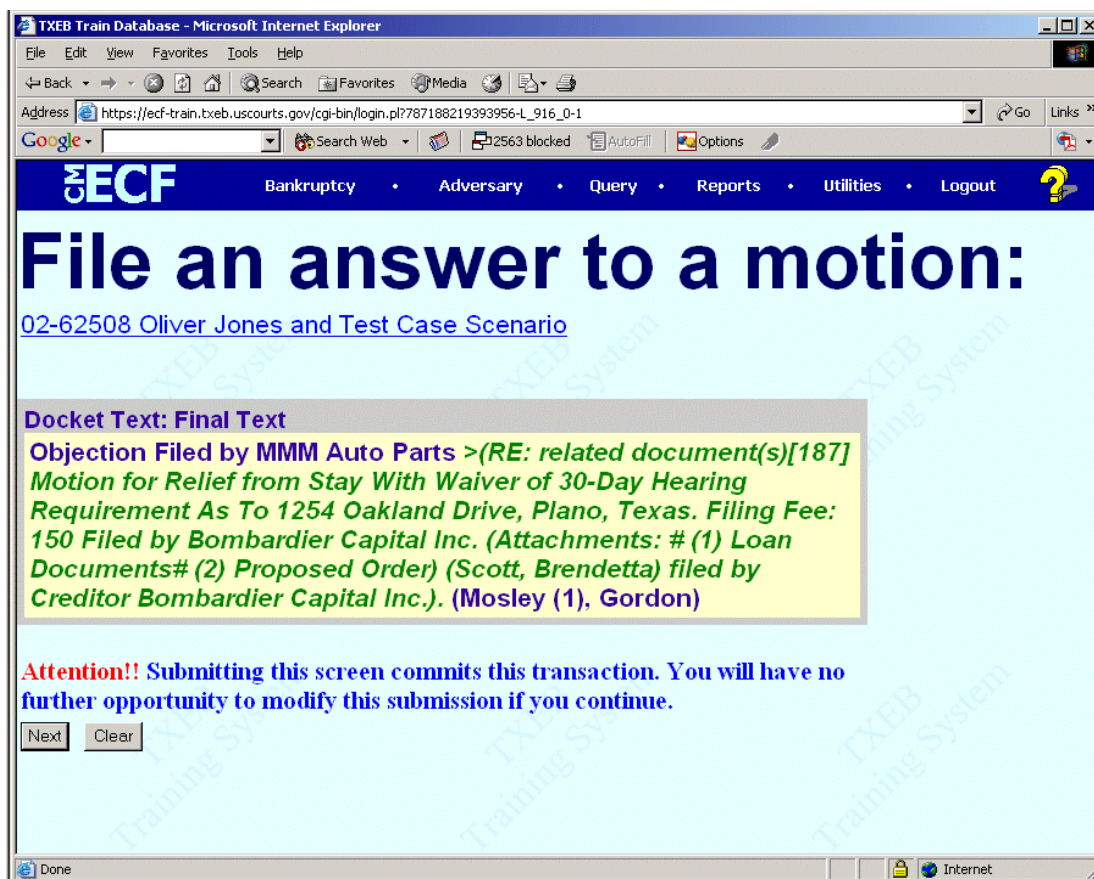 TXEB Train Database - Microsoft Internet Explorer
File Edit View Favorites Tools Help
Back Search Favorites Media
Address https://ecf-train.txeb.uscourts.gov/cgi-bin/login.pl?787188219393956-L_916_0-1 Go Links »
Google Search Web 2563 blocked AutoFill Options
CM ECF Bankruptcy • Adversary • Query • Reports • Utilities • Logout ?
File an answer to a motion:
02-62508 Oliver Jones and Test Case Scenario
Docket Text: Final Text
Objection Filed by MMM Auto Parts >(RE: related document(s)[187]
Motion for Relief from Stay With Waiver of 30-Day Hearing
Requirement As To 1254 Oakland Drive, Plano, Texas. Filing Fee:
150 Filed by Bombardier Capital Inc. (Attachments: # (1) Loan
Documents# (2) Proposed Order) (Scott, Brendetta) filed by
Creditor Bombardier Capital Inc.). (Mosley (1), Gordon)
Attention!! Submitting this screen commits this transaction. You will have no
further opportunity to modify this submission if you continue.
Next Clear
TXEB
Training System
Done Internet